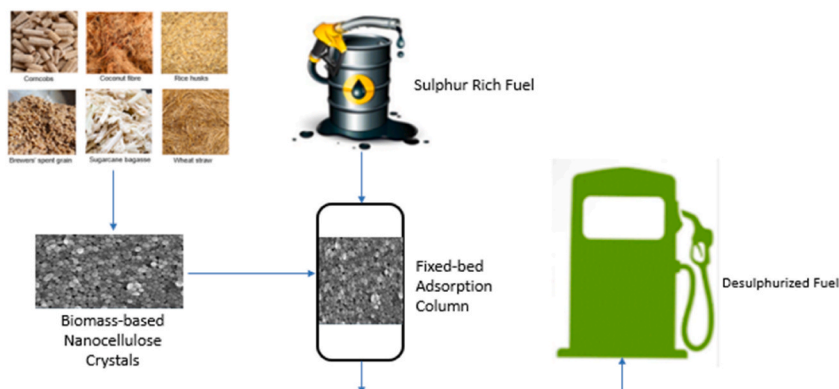 Corncobs
Coconut fibre
Rice husks
Brewers' spent grain
Sugarcane bagasse
Wheat straw
Sulphur Rich Fuel
Biomass-based
Nanocellulose
Crystals
Fixed-bed
Adsorption
Column
Desulphurized Fuel